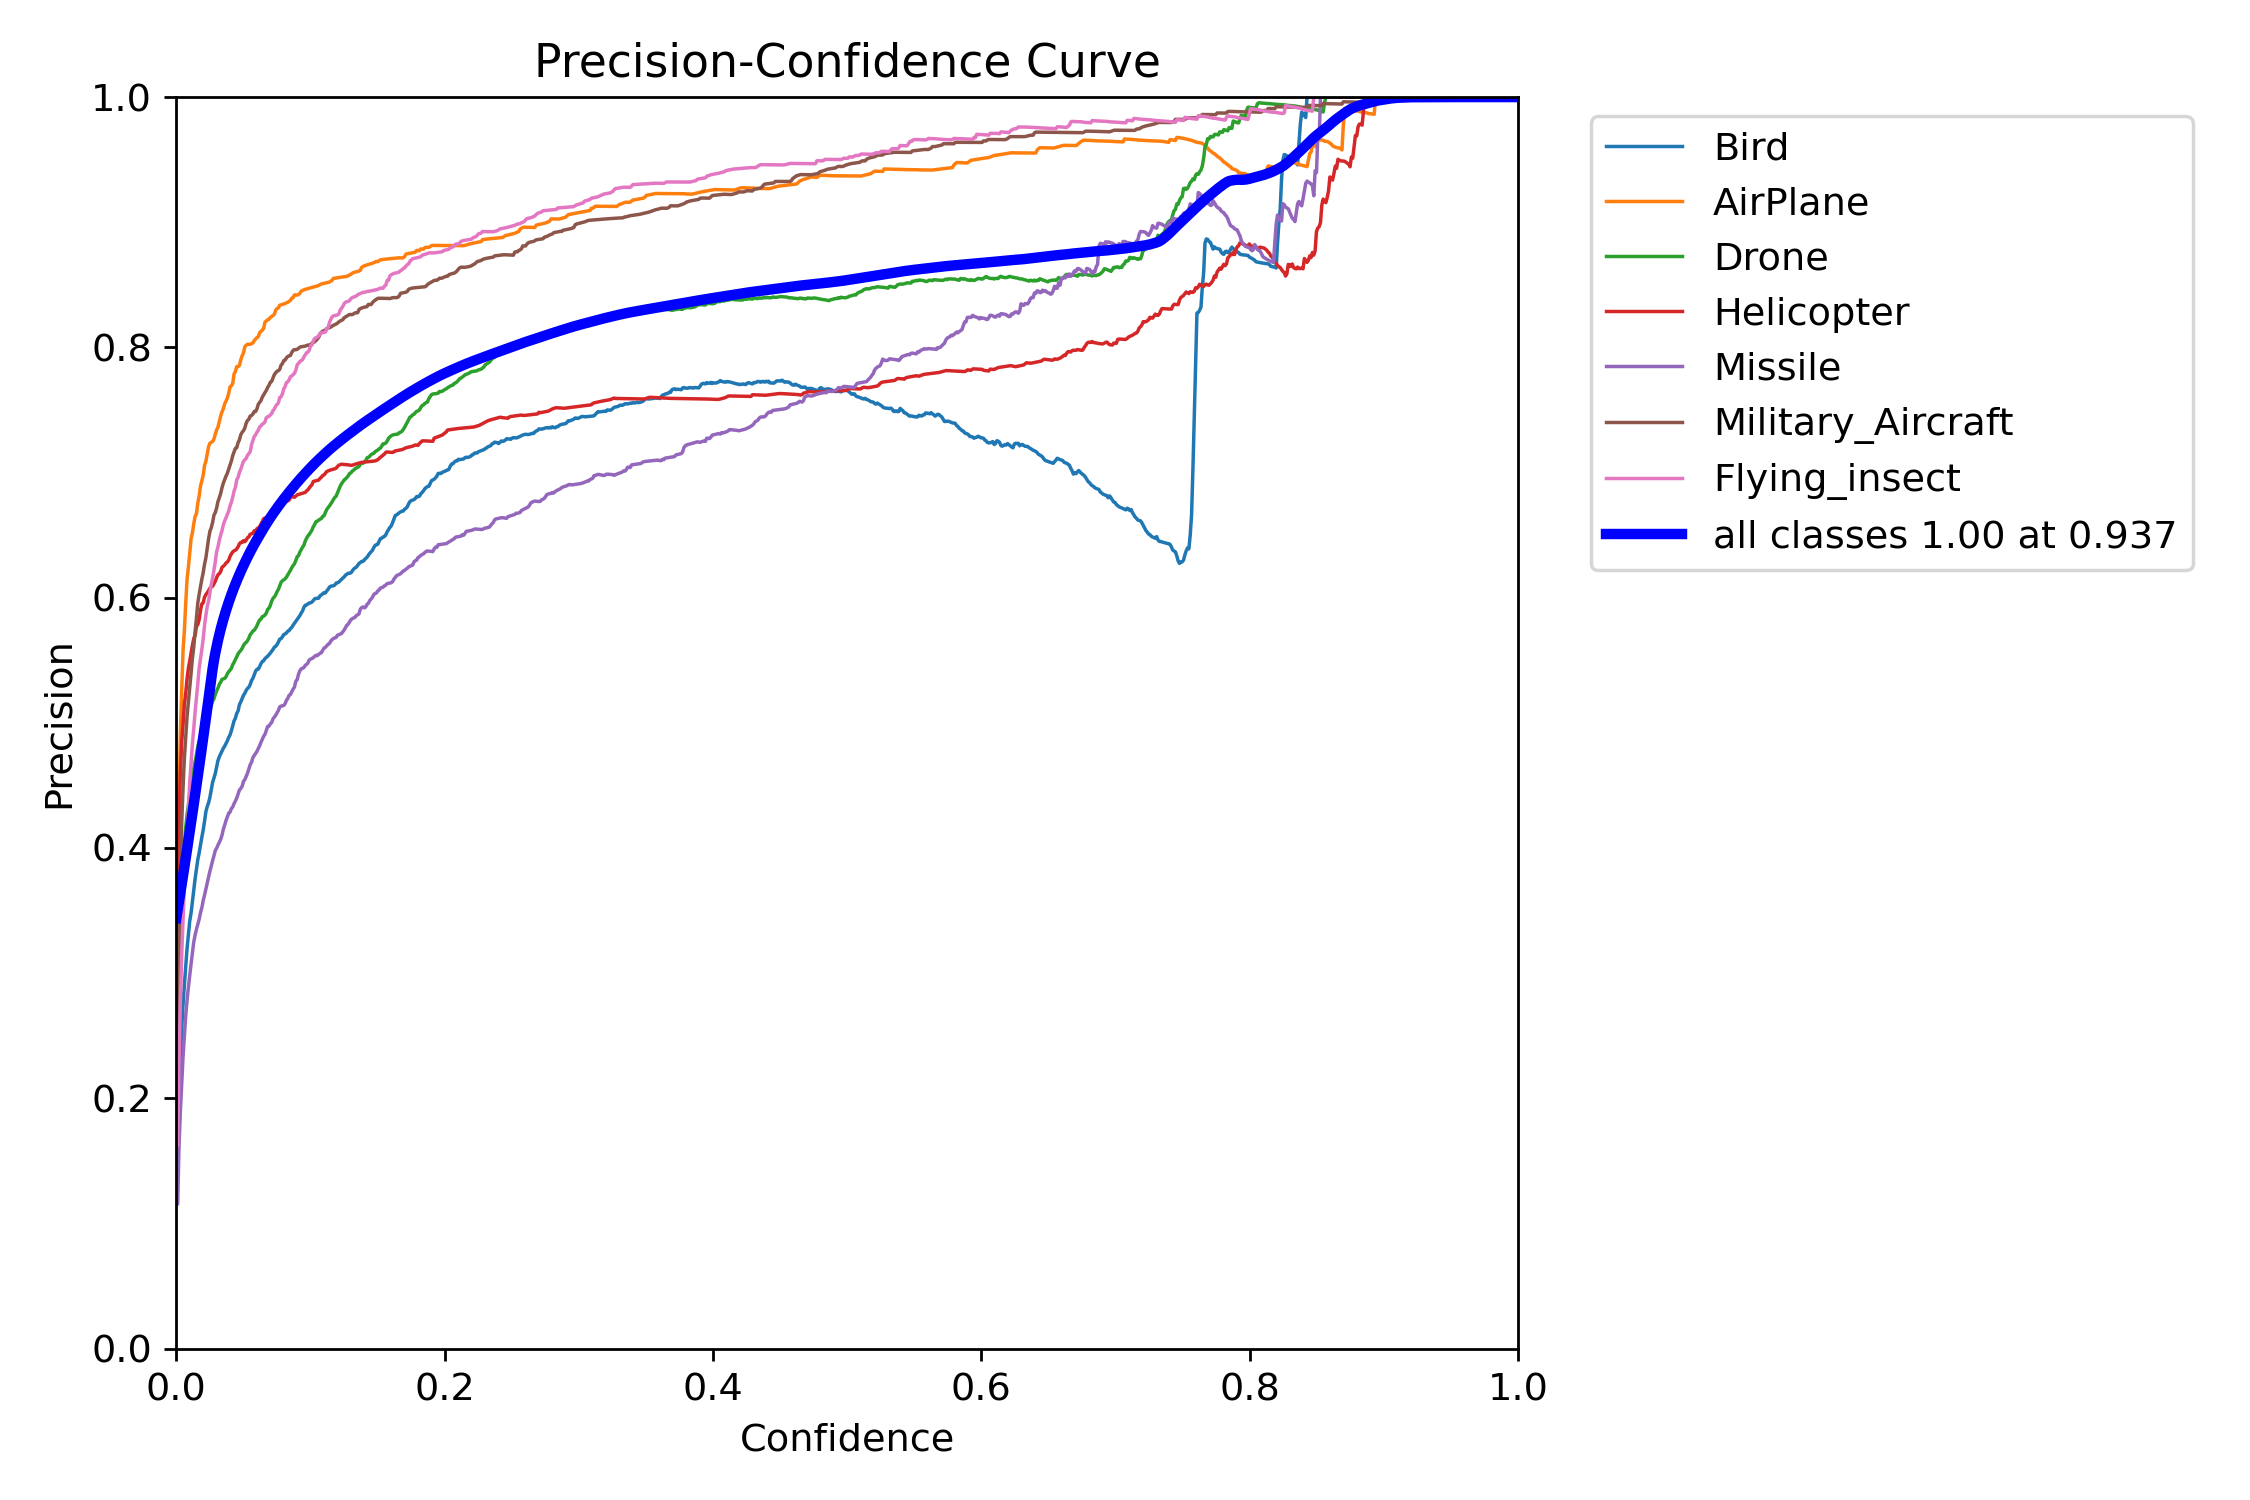 Precision-Confidence Curve
1.0
0.8
0.6
0.4
0.2
0.0
Precision
0.0 0.2 0.4 0.6 0.8 1.0
Confidence
Bird
AirPlane
Drone
Helicopter
Missile
Military_Aircraft
Flying_insect
all classes 1.00 at 0.937